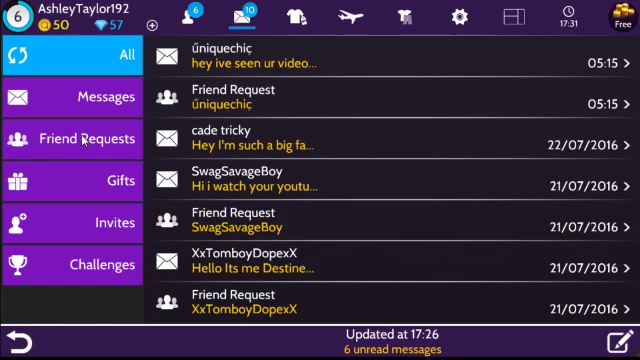 6
AshleyTaylor192
50
57
6
10
17:31
Free
All
Messages
Friend Requests
Gifts
Invites
Challenges
űniquechiç
hey ive seen ur video...
05:15
Friend Request
űniquechiç
05:15
cade tricky
Hey I'm such a big fa...
22/07/2016
SwagSavageBoy
Hi i watch your youtu...
21/07/2016
Friend Request
SwagSavageBoy
21/07/2016
XxTomboyDopexX
Hello Its me Destine...
21/07/2016
Friend Request
XxTomboyDopexX
21/07/2016
Updated at 17:26
6 unread messages